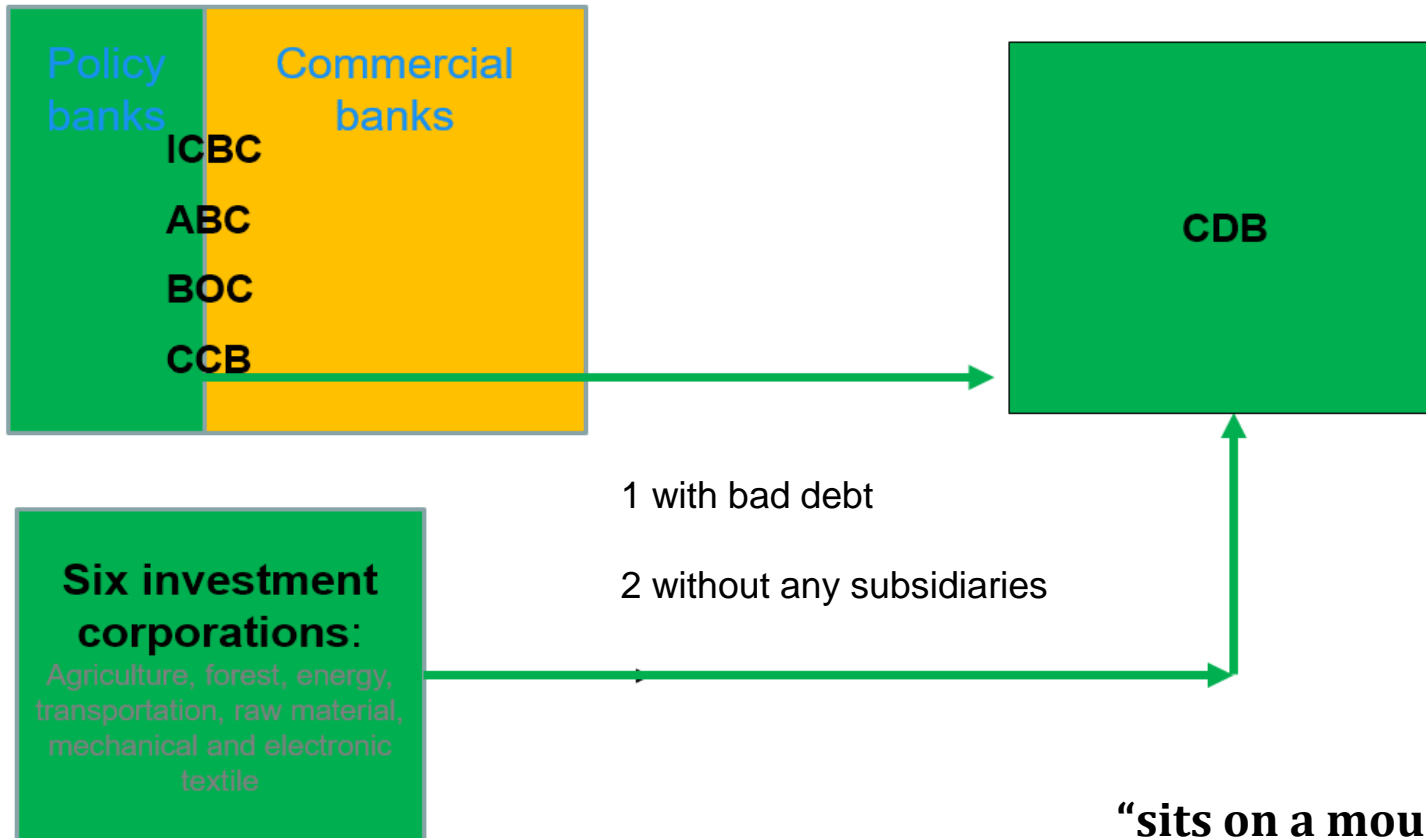 Policy
banks
Commercial
banks
ICBC
ABC
BOC
CCB
CDB
1 with bad debt
2 without any subsidiaries
Six investment
corporations:
Agriculture, forest, energy,
transportation, raw material,
mechanical and electronic
textile
“sits on a mou